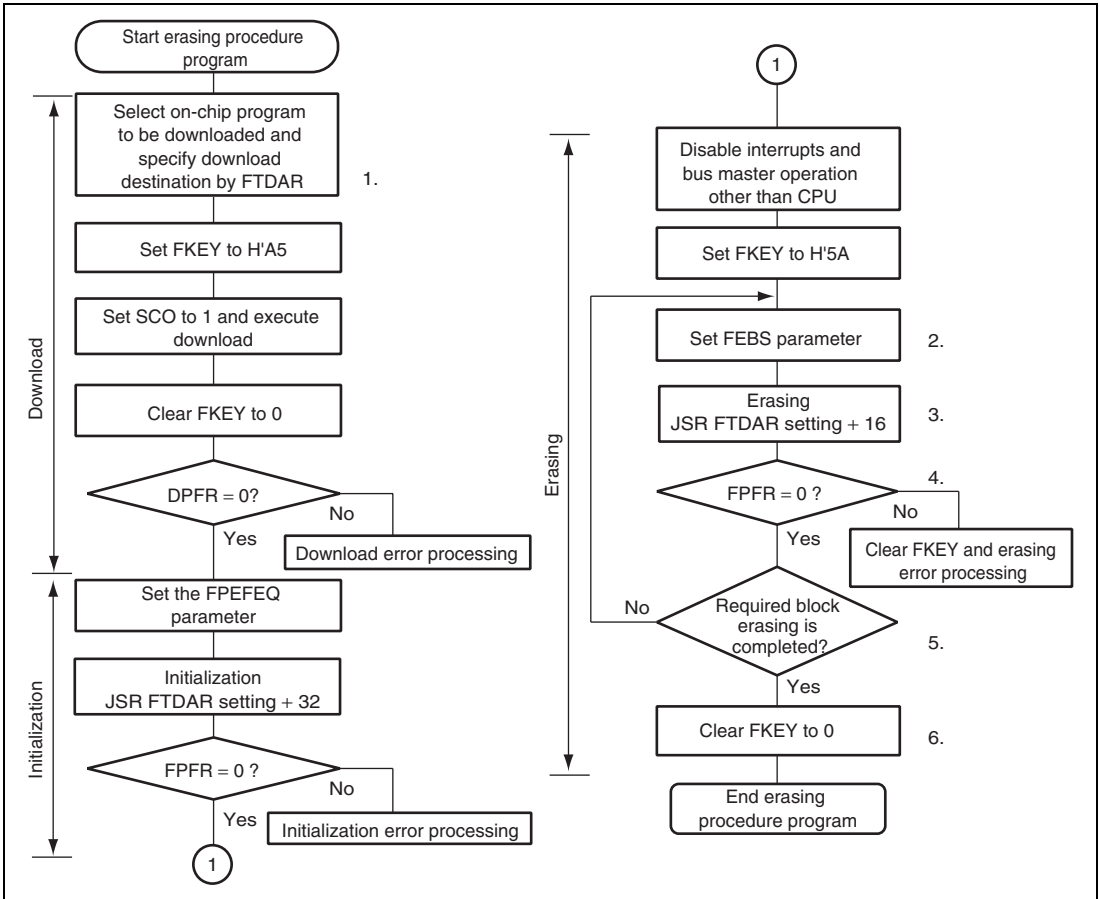 Start erasing procedure
program
Select on-chip program
to be downloaded and
specify download
destination by FTDAR
1.
Set FKEY to H'A5
Set SCO to 1 and execute
download
Clear FKEY to 0
DPFR = 0?
No
Yes
Download error processing
Download
Set the FPEFEQ
parameter
Initialization
JSR FTDAR setting + 32
FPFR = 0 ?
No
Yes
Initialization error processing
Initialization
1
1
Disable interrupts and
bus master operation
other than CPU
Set FKEY to H'5A
Set FEBS parameter
2.
Erasing
JSR FTDAR setting + 16
3.
4.
FPFR = 0 ?
No
Yes
Clear FKEY and erasing
error processing
Required block
erasing is
completed?
No
5.
Yes
Clear FKEY to 0
6.
Erasing
End erasing
procedure program